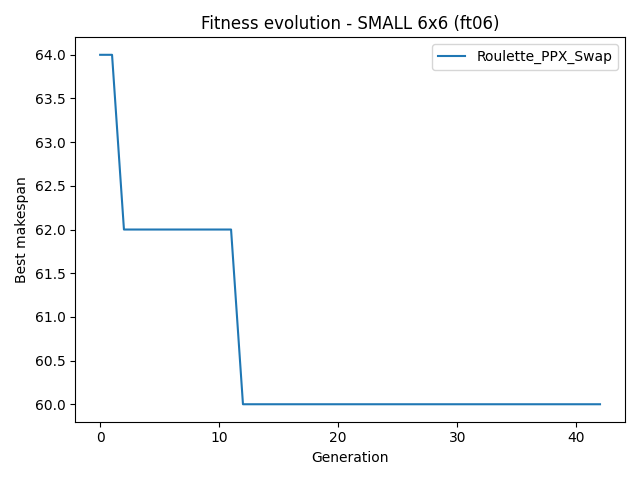 Fitness evolution - SMALL 6x6 (ft06)
Roulette_PPX_Swap
Best makespan
64.0
63.5
63.0
62.5
62.0
61.5
61.0
60.5
60.0
0 10 20 30 40
Generation